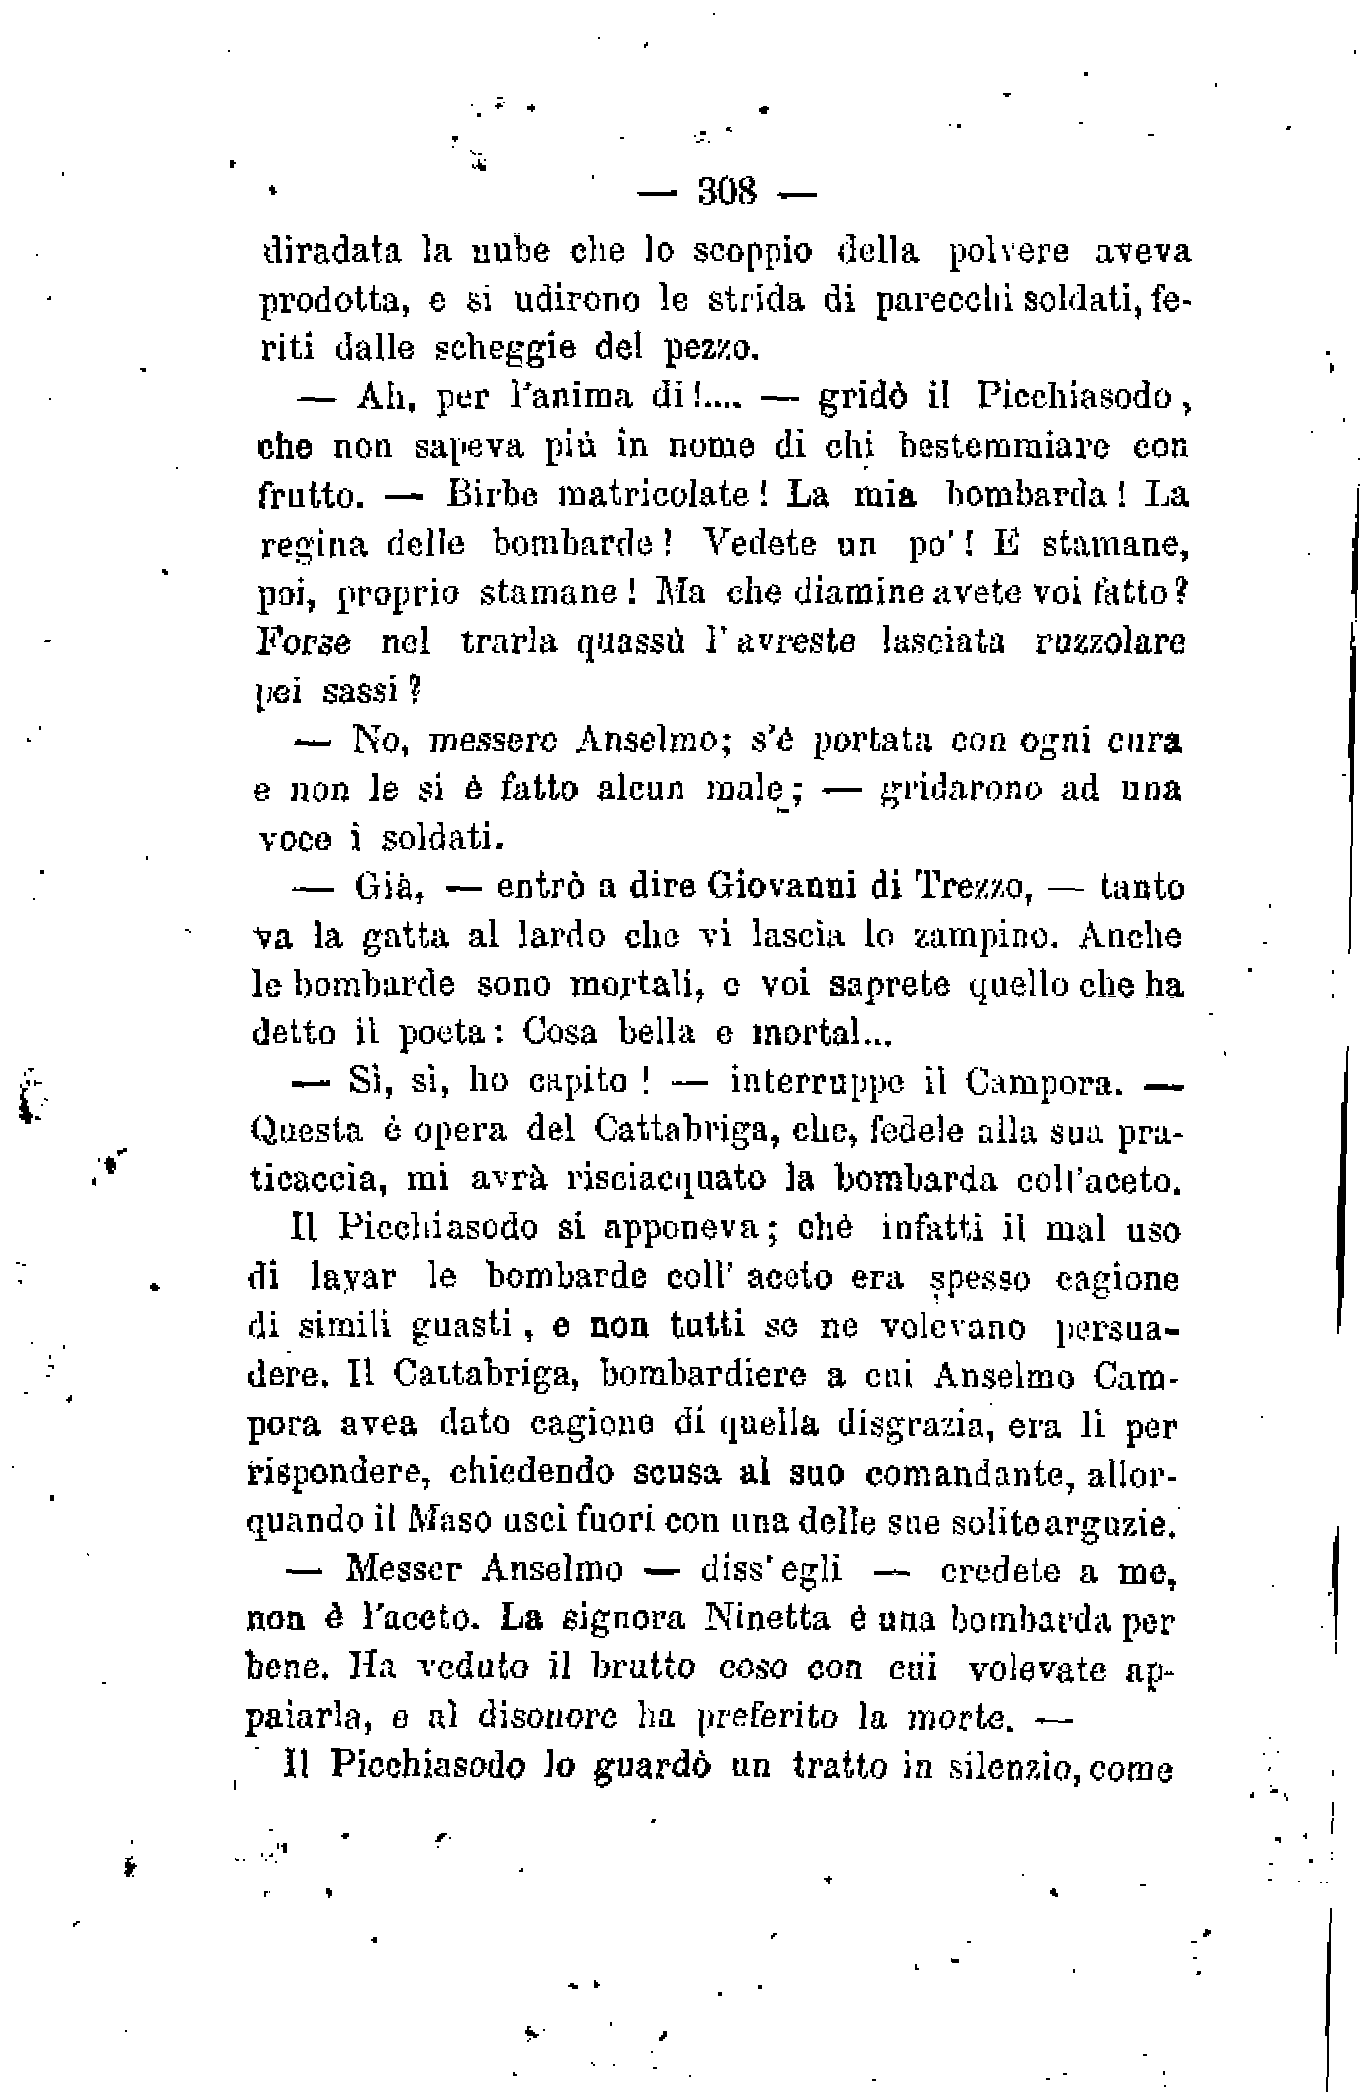 — 308 —
diradata la nube che lo scoppio della polvere aveva
prodotta, e si udirono le strida di parecchi soldati, fe-
riti dalle scheggie del pezzo.
— Ah, per l'anima di!.... — gridò il Picchiasodo,
che non sapeva più in nome di chi bestemmiare con
frutto. — Birbe matricolate! La mia bombarda! La
regina delle bombarde! Vedete un po'! E stamane,
poi, proprio stamane! Ma che diamine avete voi fatto?
Forse nel trarla quassù l'avreste lasciata ruzzolare
pei sassi?
— No, messere Anselmo; s'è portata con ogni cura
e non le si è fatto alcun male; — gridarono ad una
voce i soldati.
— Già, — entrò a dire Giovanni di Trezzo, — tanto
va la gatta al lardo che vi lascia lo zampino. Anche
le bombarde sono mortali, e voi saprete quello che ha
detto il poeta: Cosa bella e mortal...
— Sì, sì, ho capito! — interruppe il Campora. —
Questa è opera del Cattabriga, che, fedele alla sua pra-
ticaccia, mi avrà risciacquato la bombarda coll'aceto.
Il Picchiasodo si apponeva; chè infatti il mal uso
di lavar le bombarde coll' aceto era spesso cagione
di simili guasti, e non tutti se ne volevano persua-
dere. Il Cattabriga, bombardiere a cui Anselmo Cam-
pora avea dato cagione di quella disgrazia, era lì per
rispondere, chiedendo scusa al suo comandante, allor-
quando il Maso uscì fuori con una delle sue solite arguzie.
— Messer Anselmo — diss' egli — credete a me,
non è l'aceto. La signora Ninetta è una bombarda per
bene. Ha veduto il brutto coso con cui volevate ap-
paiarla, e al disonore ha preferito la morte. —
Il Picchiasodo lo guardò un tratto in silenzio, come